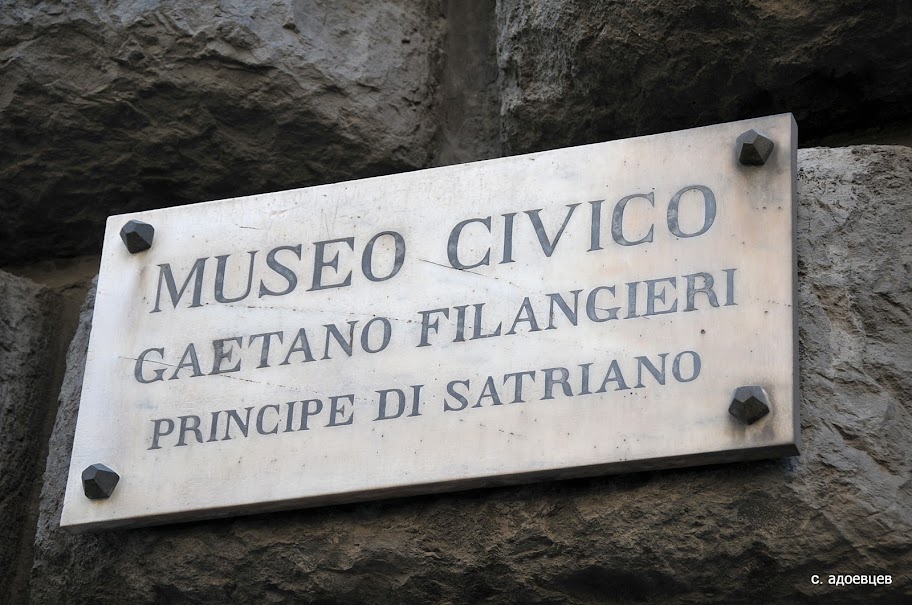 MUSEO CIVICO
GAETANO FILANGIERI
PRINCIPE DI SATRIANO
с. адоевцев